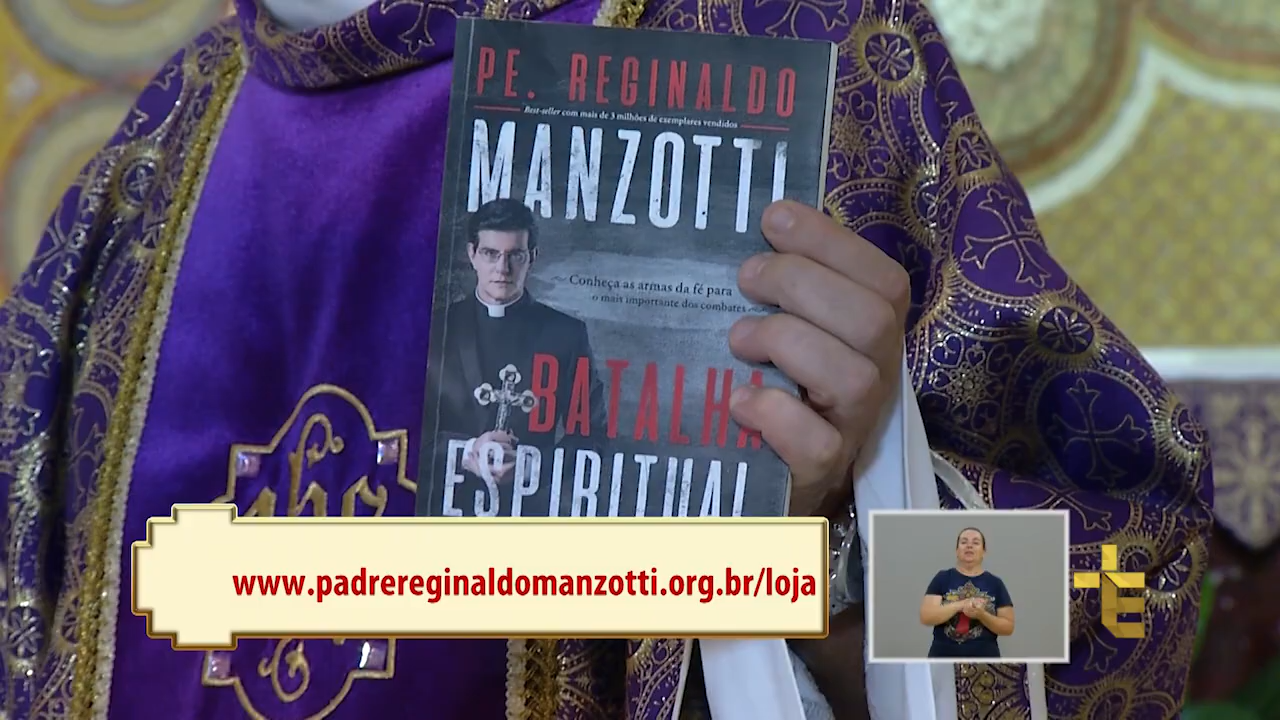 PE. REGINALDO
Best-seller com mais de 3 milhões de exemplares vendidos
MANZOTTI
Conheça as armas da fé para
o mais importante dos combates
BATALHA
ESPIRITUAL
www.padrereginaldomanzotti.org.br/loja